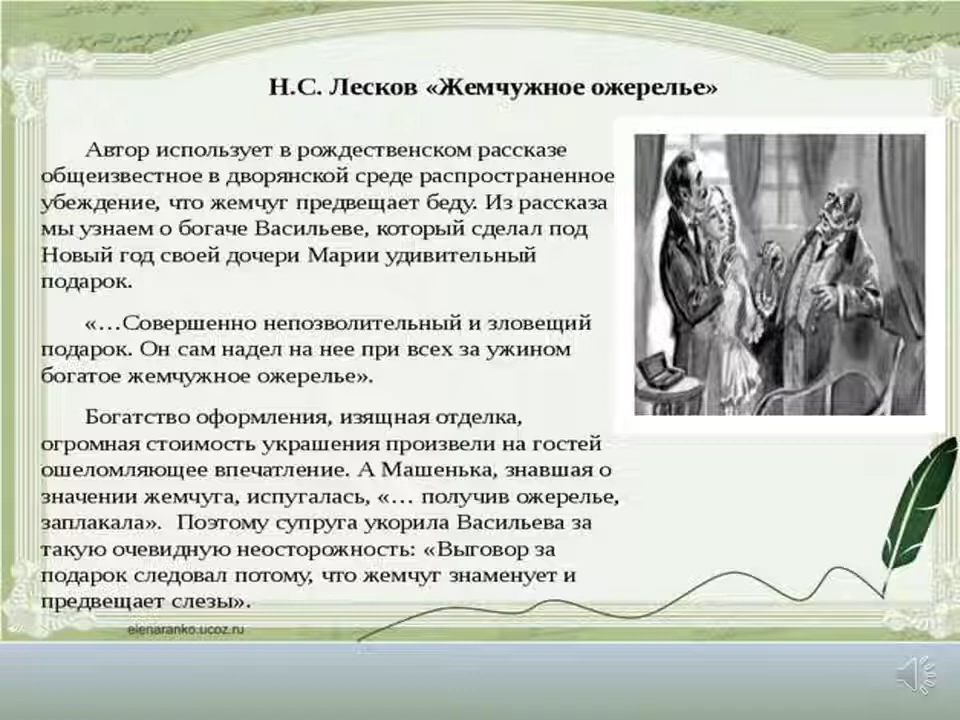 Н.С. Лесков «Жемчужное ожерелье»
Автор использует в рождественском рассказе
общеизвестное в дворянской среде распространенное
убеждение, что жемчуг предвещает беду. Из рассказа
мы узнаем о богаче Васильеве, который сделал под
Новый год своей дочери Марии удивительный
подарок.
«…Совершенно непозволительный и зловещий
подарок. Он сам надел на нее при всех за ужином
богатое жемчужное ожерелье».
Богатство оформления, изящная отделка,
огромная стоимость украшения произвели на гостей
ошеломляющее впечатление. А Машенька, знавшая о
значении жемчуга, испугалась, «… получив ожерелье,
заплакала». Поэтому супруга укорила Васильева за
такую очевидную неосторожность: «Выговор за
подарок следовал потому, что жемчуг знаменует и
предвещает слезы».
elenaranko.ucoz.ru